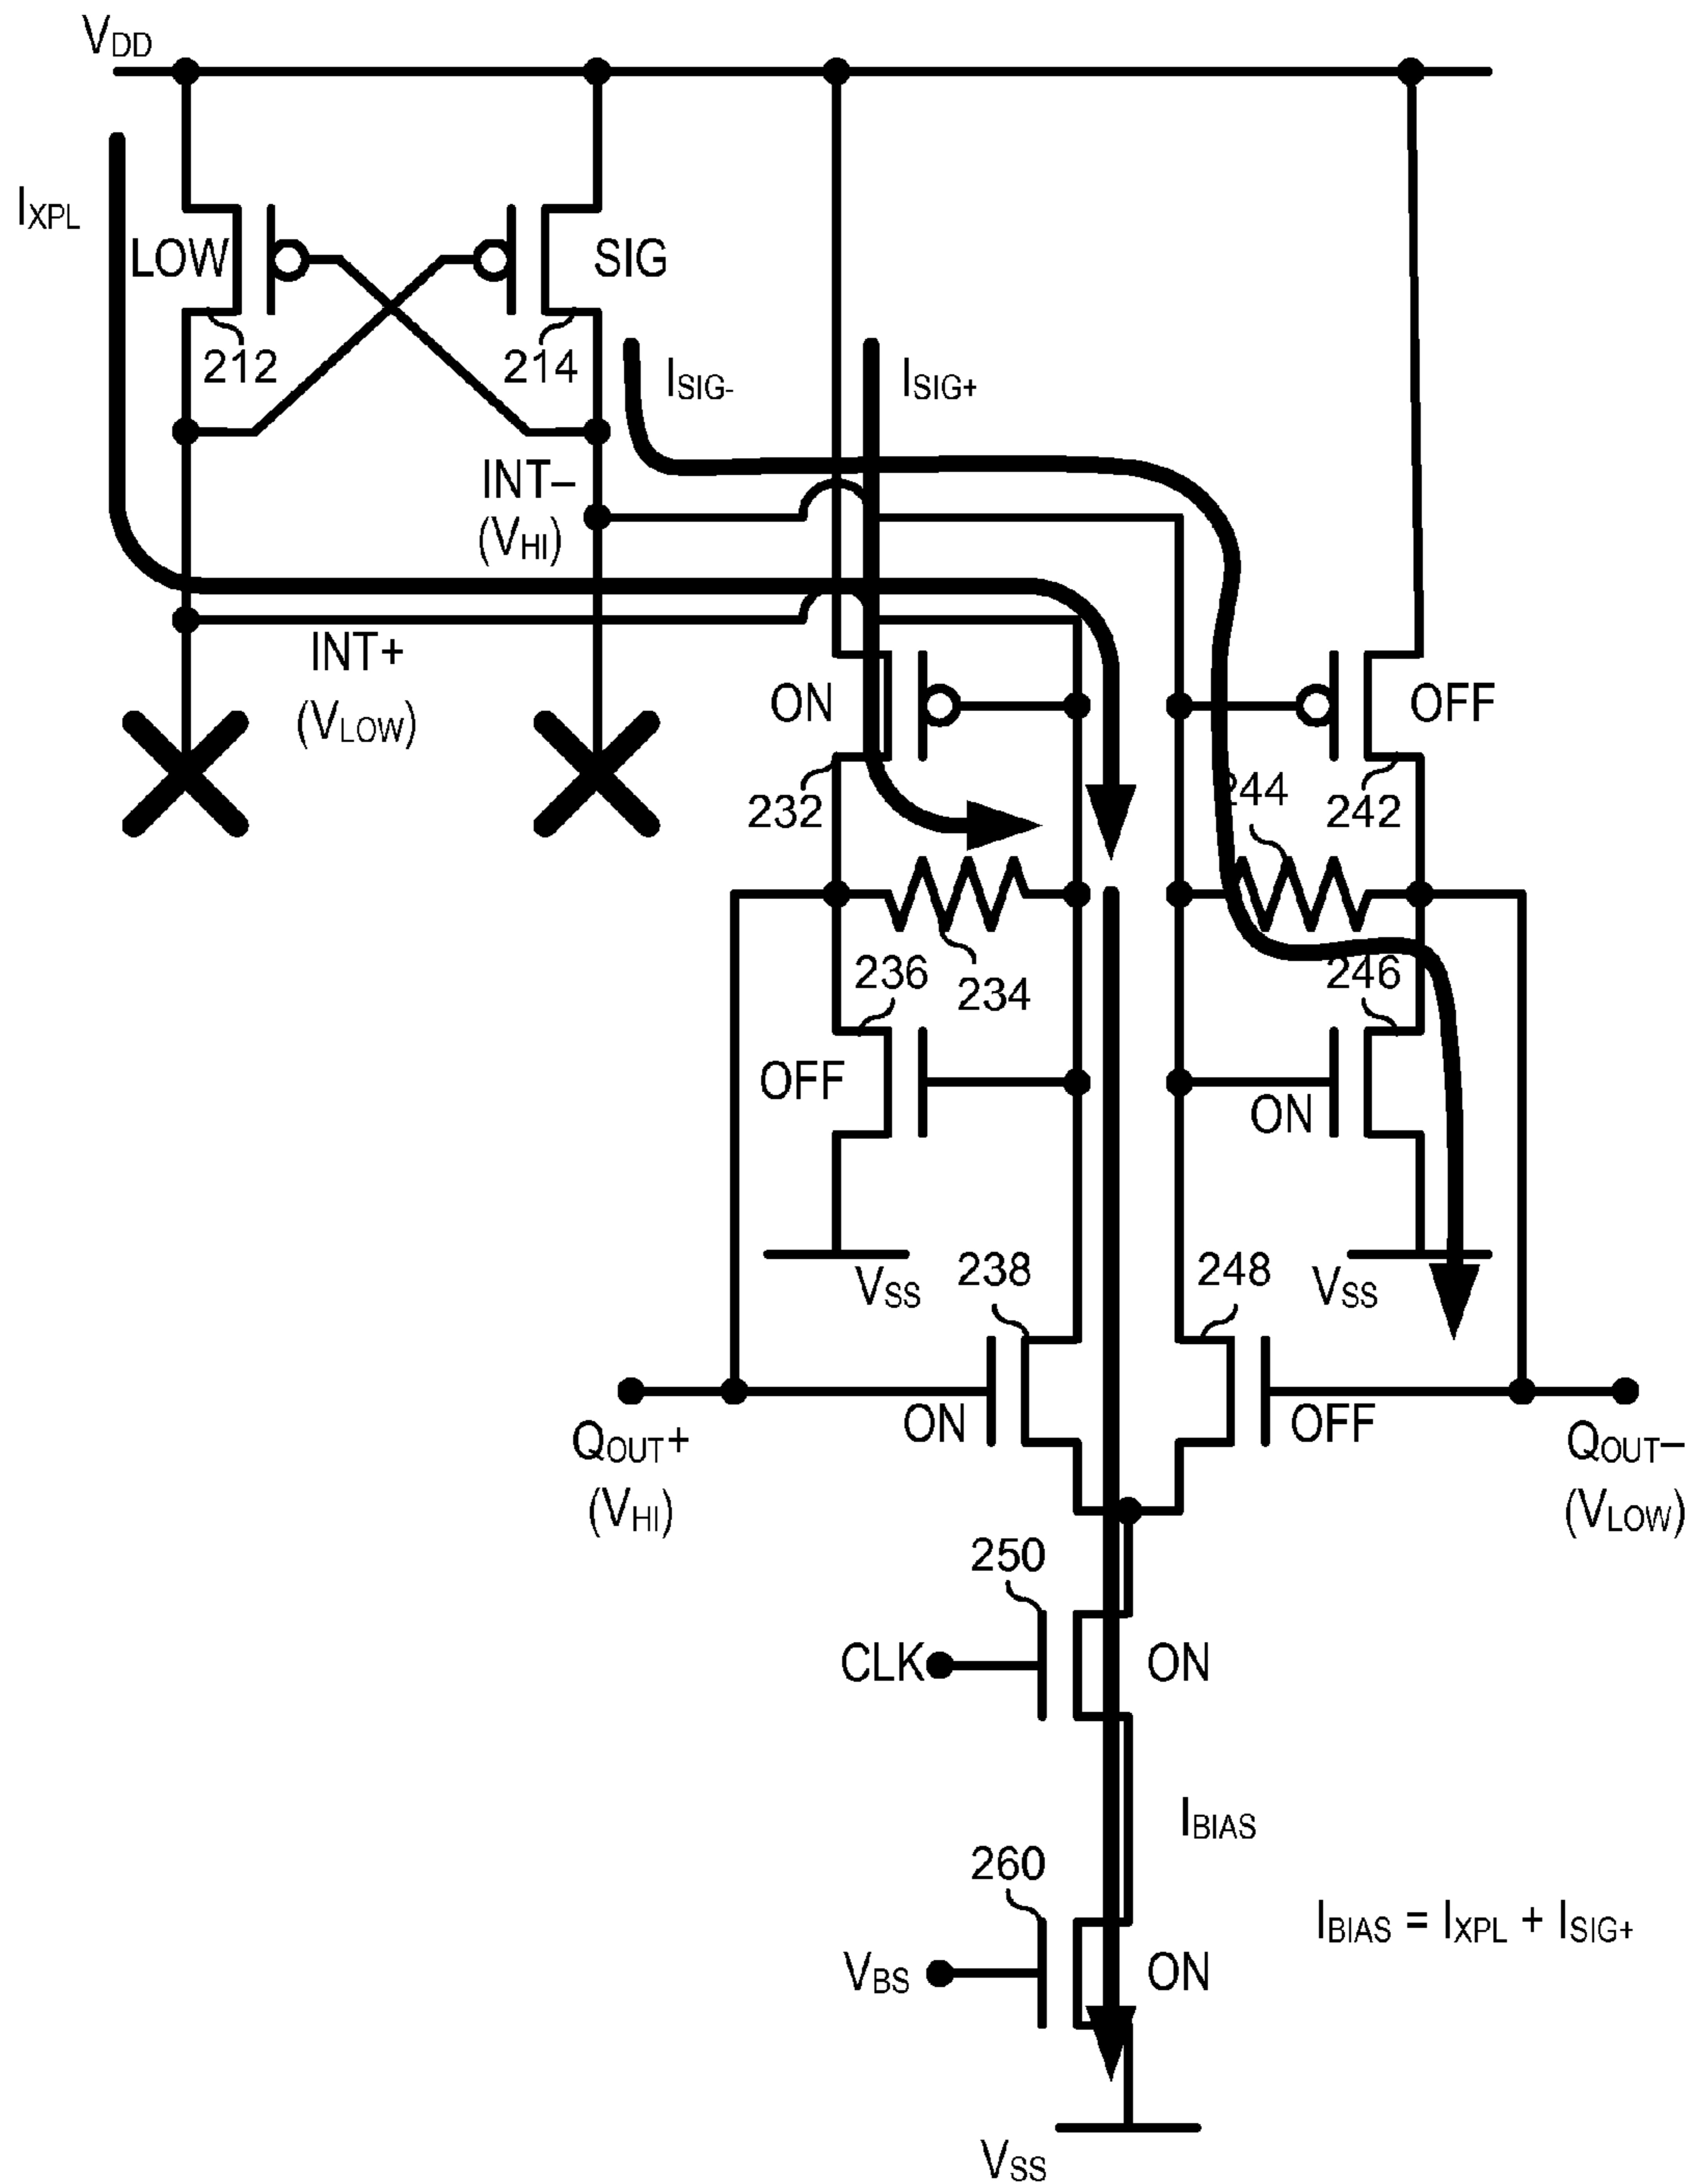 VDD
IXPL
LOW
SIG
212
214
ISIG-
ISIG+
INT–
(VHI)
INT+
(VLOW)
ON
OFF
232
244
242
236
234
246
OFF
ON
VSS
238
248
VSS
ON
OFF
QOUT+
(VHI)
QOUT–
(VLOW)
250
CLK
ON
IBIAS
260
IBIAS = IXPL + ISIG+
VBS
ON
VSS